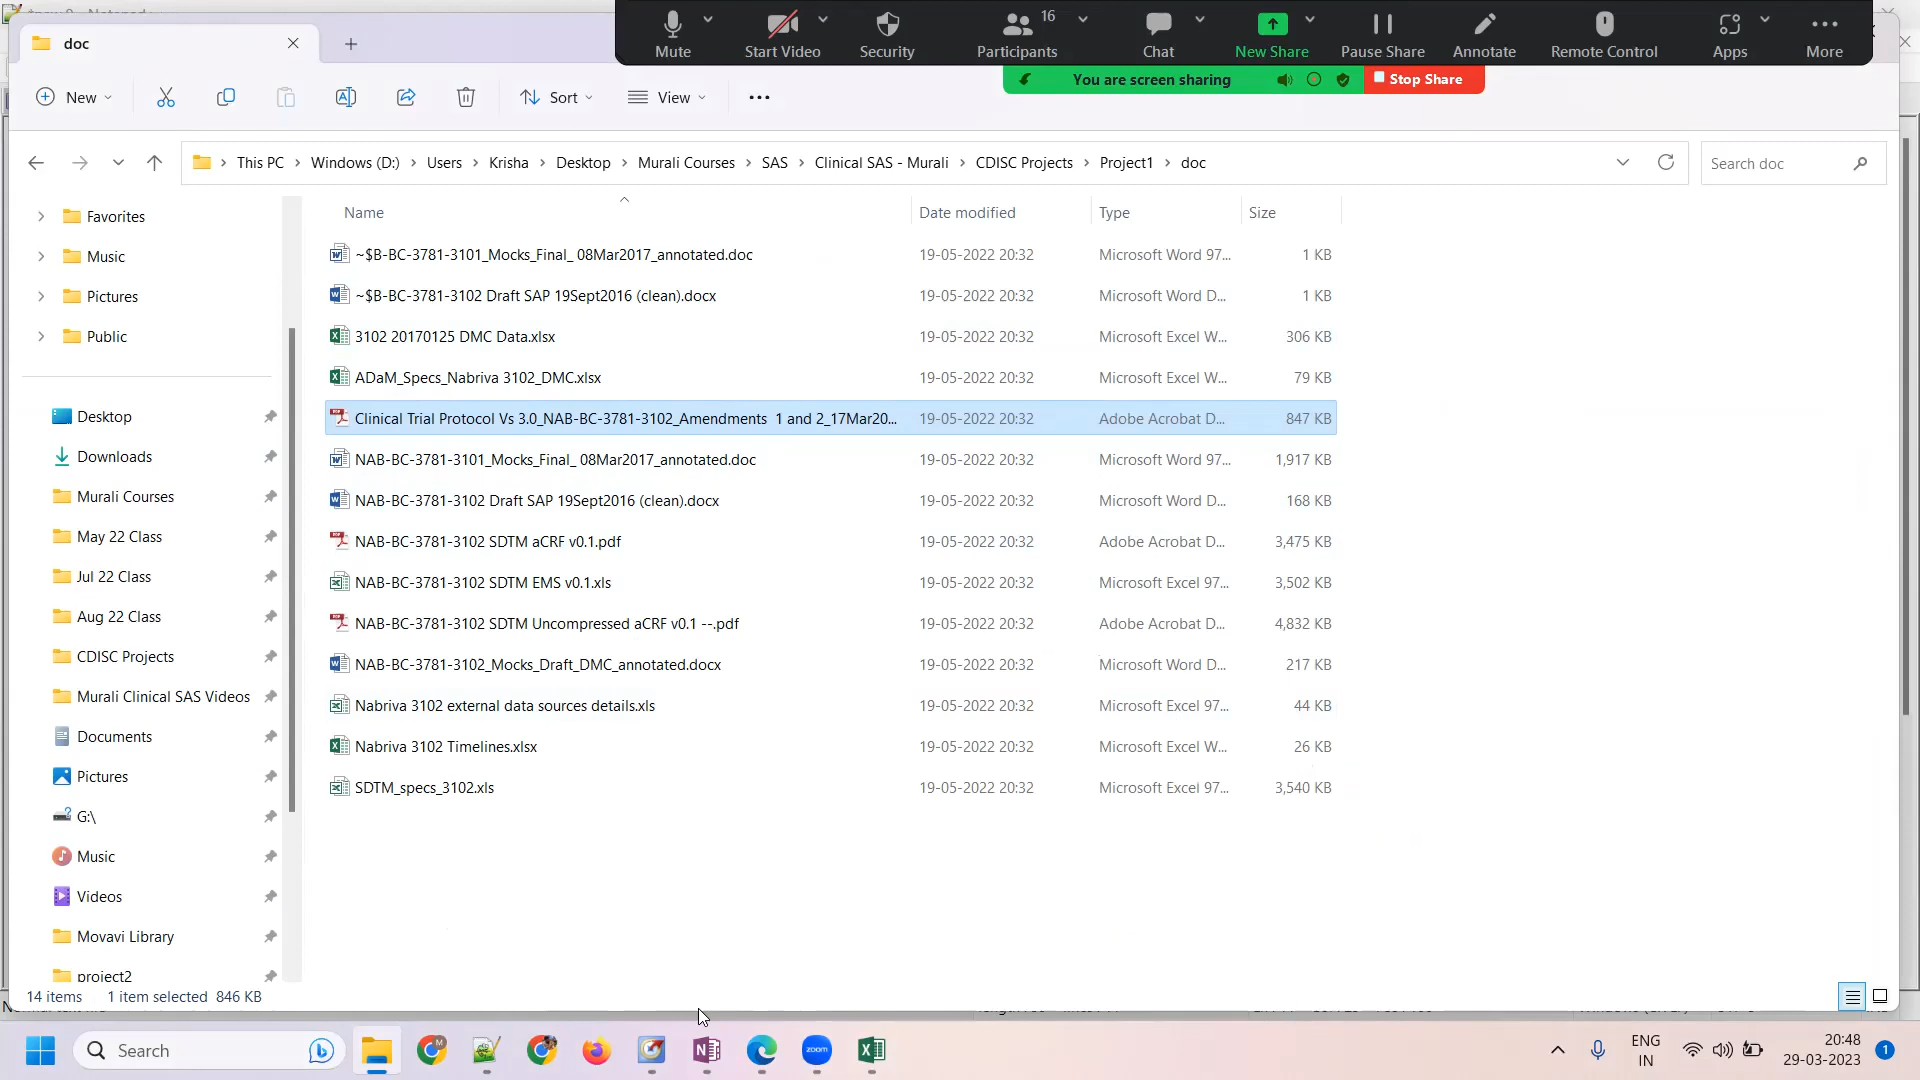 doc
Mute
Start Video
Security
Participants
16
Chat
New Share
Pause Share
Annotate
Remote Control
Apps
More
You are screen sharing
Stop Share
New
Sort
View
This PC > Windows (D:) > Users > Krisha > Desktop > Murali Courses > SAS > Clinical SAS - Murali > CDISC Projects > Project1 > doc
Search doc
Name Date modified Type Size
~$B-BC-3781-3101_Mocks_Final_ 08Mar2017_annotated.doc 19-05-2022 20:32 Microsoft Word 97... 1 KB
~$B-BC-3781-3102 Draft SAP 19Sept2016 (clean).docx 19-05-2022 20:32 Microsoft Word D... 1 KB
3102 20170125 DMC Data.xlsx 19-05-2022 20:32 Microsoft Excel W... 306 KB
ADaM_Specs_Nabriva 3102_DMC.xlsx 19-05-2022 20:32 Microsoft Excel W... 79 KB
Clinical Trial Protocol Vs 3.0_NAB-BC-3781-3102_Amendments 1 and 2_17Mar20... 19-05-2022 20:32 Adobe Acrobat D... 847 KB
NAB-BC-3781-3101_Mocks_Final_ 08Mar2017_annotated.doc 19-05-2022 20:32 Microsoft Word 97... 1,917 KB
NAB-BC-3781-3102 Draft SAP 19Sept2016 (clean).docx 19-05-2022 20:32 Microsoft Word D... 168 KB
NAB-BC-3781-3102 SDTM aCRF v0.1.pdf 19-05-2022 20:32 Adobe Acrobat D... 3,475 KB
NAB-BC-3781-3102 SDTM EMS v0.1.xls 19-05-2022 20:32 Microsoft Excel 97... 3,502 KB
NAB-BC-3781-3102 SDTM Uncompressed aCRF v0.1 --.pdf 19-05-2022 20:32 Adobe Acrobat D... 4,832 KB
NAB-BC-3781-3102_Mocks_Draft_DMC_annotated.docx 19-05-2022 20:32 Microsoft Word D... 217 KB
Nabriva 3102 external data sources details.xls 19-05-2022 20:32 Microsoft Excel 97... 44 KB
Nabriva 3102 Timelines.xlsx 19-05-2022 20:32 Microsoft Excel W... 26 KB
SDTM_specs_3102.xls 19-05-2022 20:32 Microsoft Excel 97... 3,540 KB
Favorites
Music
Pictures
Public
Desktop
Downloads
Murali Courses
May 22 Class
Jul 22 Class
Aug 22 Class
CDISC Projects
Murali Clinical SAS Videos
Documents
Pictures
G:\
Music
Videos
Movavi Library
project2
14 items 1 item selected 846 KB
Search
zoom
ENG
IN
20:48
29-03-2023
1